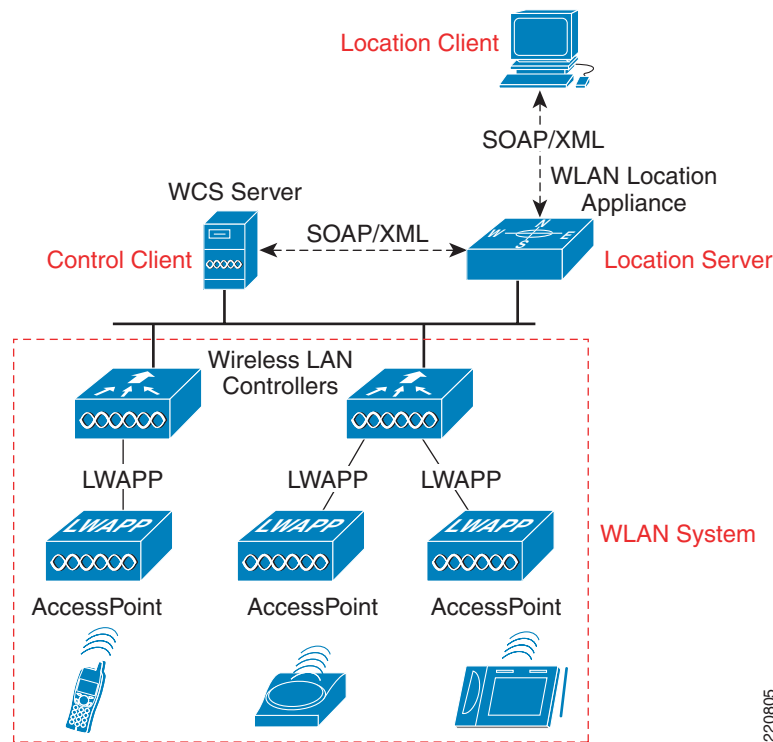 Location Client
SOAP/XML
WLAN Location
Appliance
WCS Server
SOAP/XML
N
W
E
S
Control Client
Location Server
Wireless LAN
Controllers
LWAPP
LWAPP
LWAPP
LWAPP
LWAPP
LWAPP
WLAN System
AccessPoint
AccessPoint
AccessPoint
220805